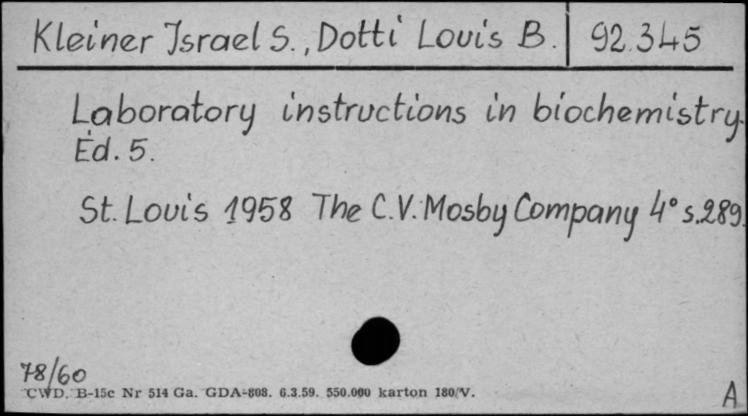 Kleiner Israel S., Dotti Louis B. 92.345
Laboratory instructions in biochemistry.
Ed. 5.
St. Louis 1958 The C.V. Mosby Company 4° s.289.
78/60
CWD. B-15c Nr 514 Ga. GDA-808. 6.3.59. 550.000 karton 180/V.
A